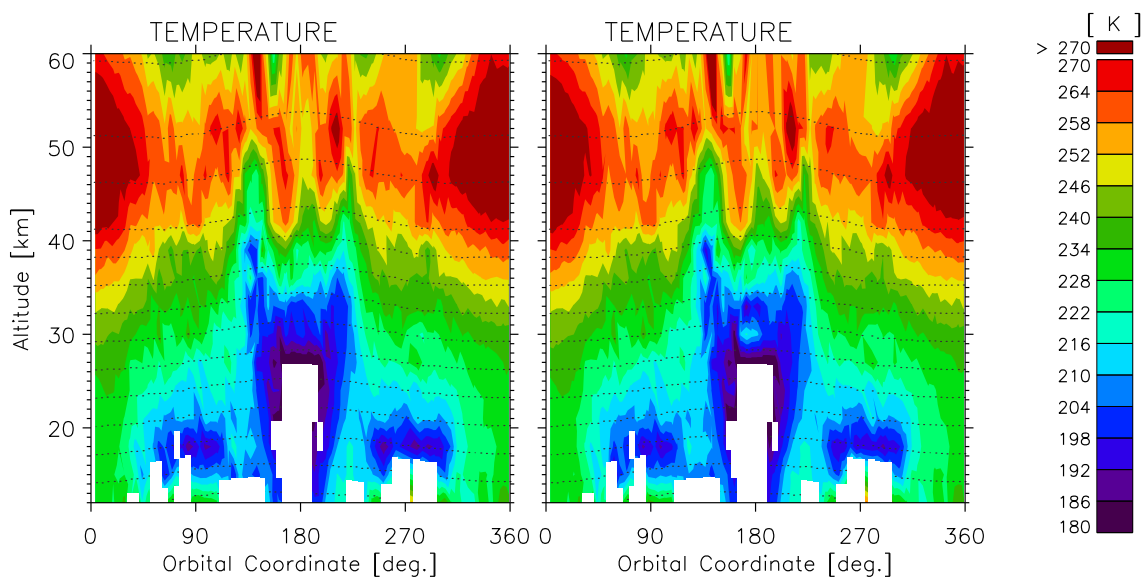 TEMPERATURE
TEMPERATURE
[ K ]
> 270
270
264
258
252
246
240
234
228
222
216
210
204
198
192
186
180
60
50
40
30
20
Altitude [km]
0 90 180 270 360
0 90 180 270 360
Orbital Coordinate [deg.]
Orbital Coordinate [deg.]